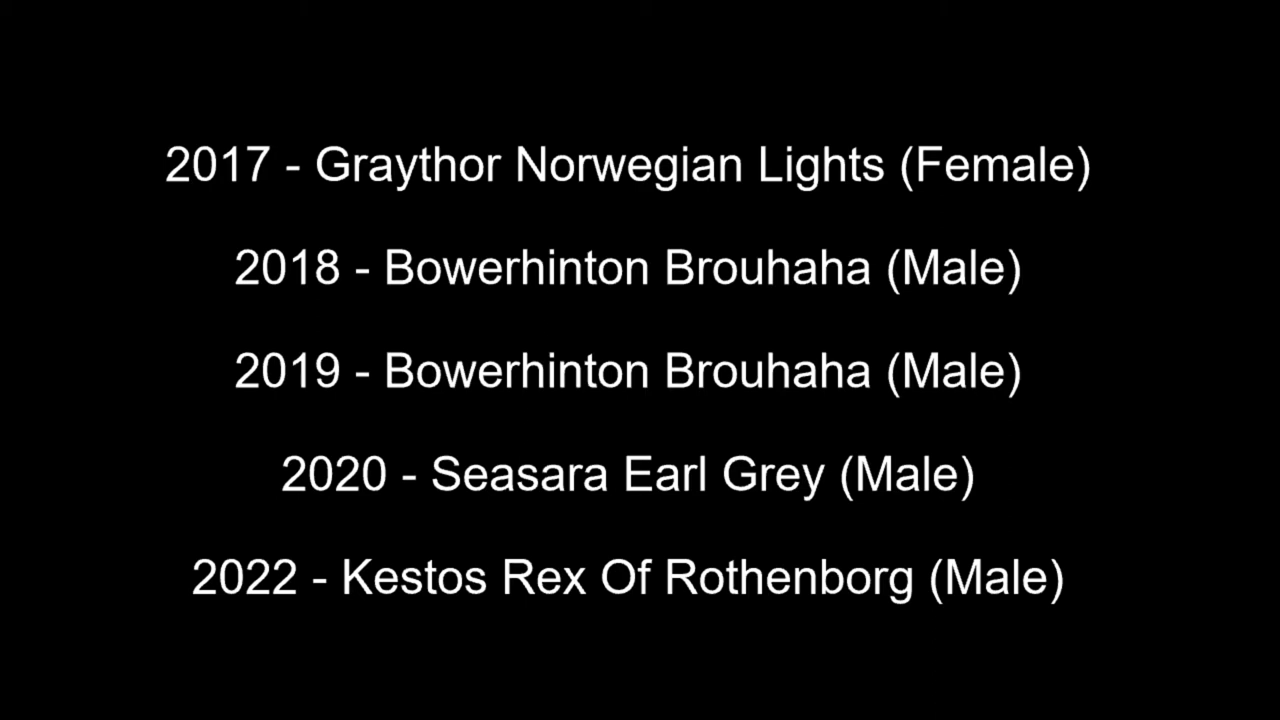 2017 - Graythor Norwegian Lights (Female)
2018 - Bowerhinton Brouhaha (Male)
2019 - Bowerhinton Brouhaha (Male)
2020 - Seasara Earl Grey (Male)
2022 - Kestos Rex Of Rothenborg (Male)